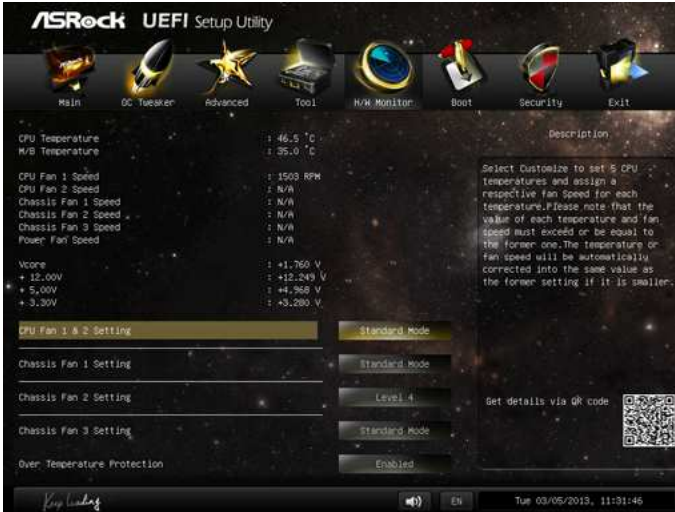 ASRock UEFI Setup Utility
Main OC Tweaker Advanced Tool H/W Monitor Boot Security Exit
CPU Temperature : 46.5 °C
M/B Temperature : 35.0 °C
CPU Fan 1 Speed : 1503 RPM
CPU Fan 2 Speed : N/A
Chassis Fan 1 Speed : N/A
Chassis Fan 2 Speed : N/A
Chassis Fan 3 Speed : N/A
Power Fan Speed : N/A
Vcore : +1.760 V
+ 12.00V : +12.249 V
+ 5.00V : +4.968 V
+ 3.30V : +3.280 V
CPU Fan 1 & 2 Setting Standard Mode
Chassis Fan 1 Setting Standard Mode
Chassis Fan 2 Setting Level 4
Chassis Fan 3 Setting Standard Mode
Over Temperature Protection Enabled
Description
Select Customize to set 5 CPU
temperatures and assign a
respective fan Speed for each
temperature.Please note that the
value of each temperature and fan
speed must exceed or be equal to
the former one.The temperature or
fan speed will be automatically
corrected into the same value as
the former setting if it is smaller.
Get details via QR code
Keep Leading
EN
Tue 03/05/2013, 11:31:46